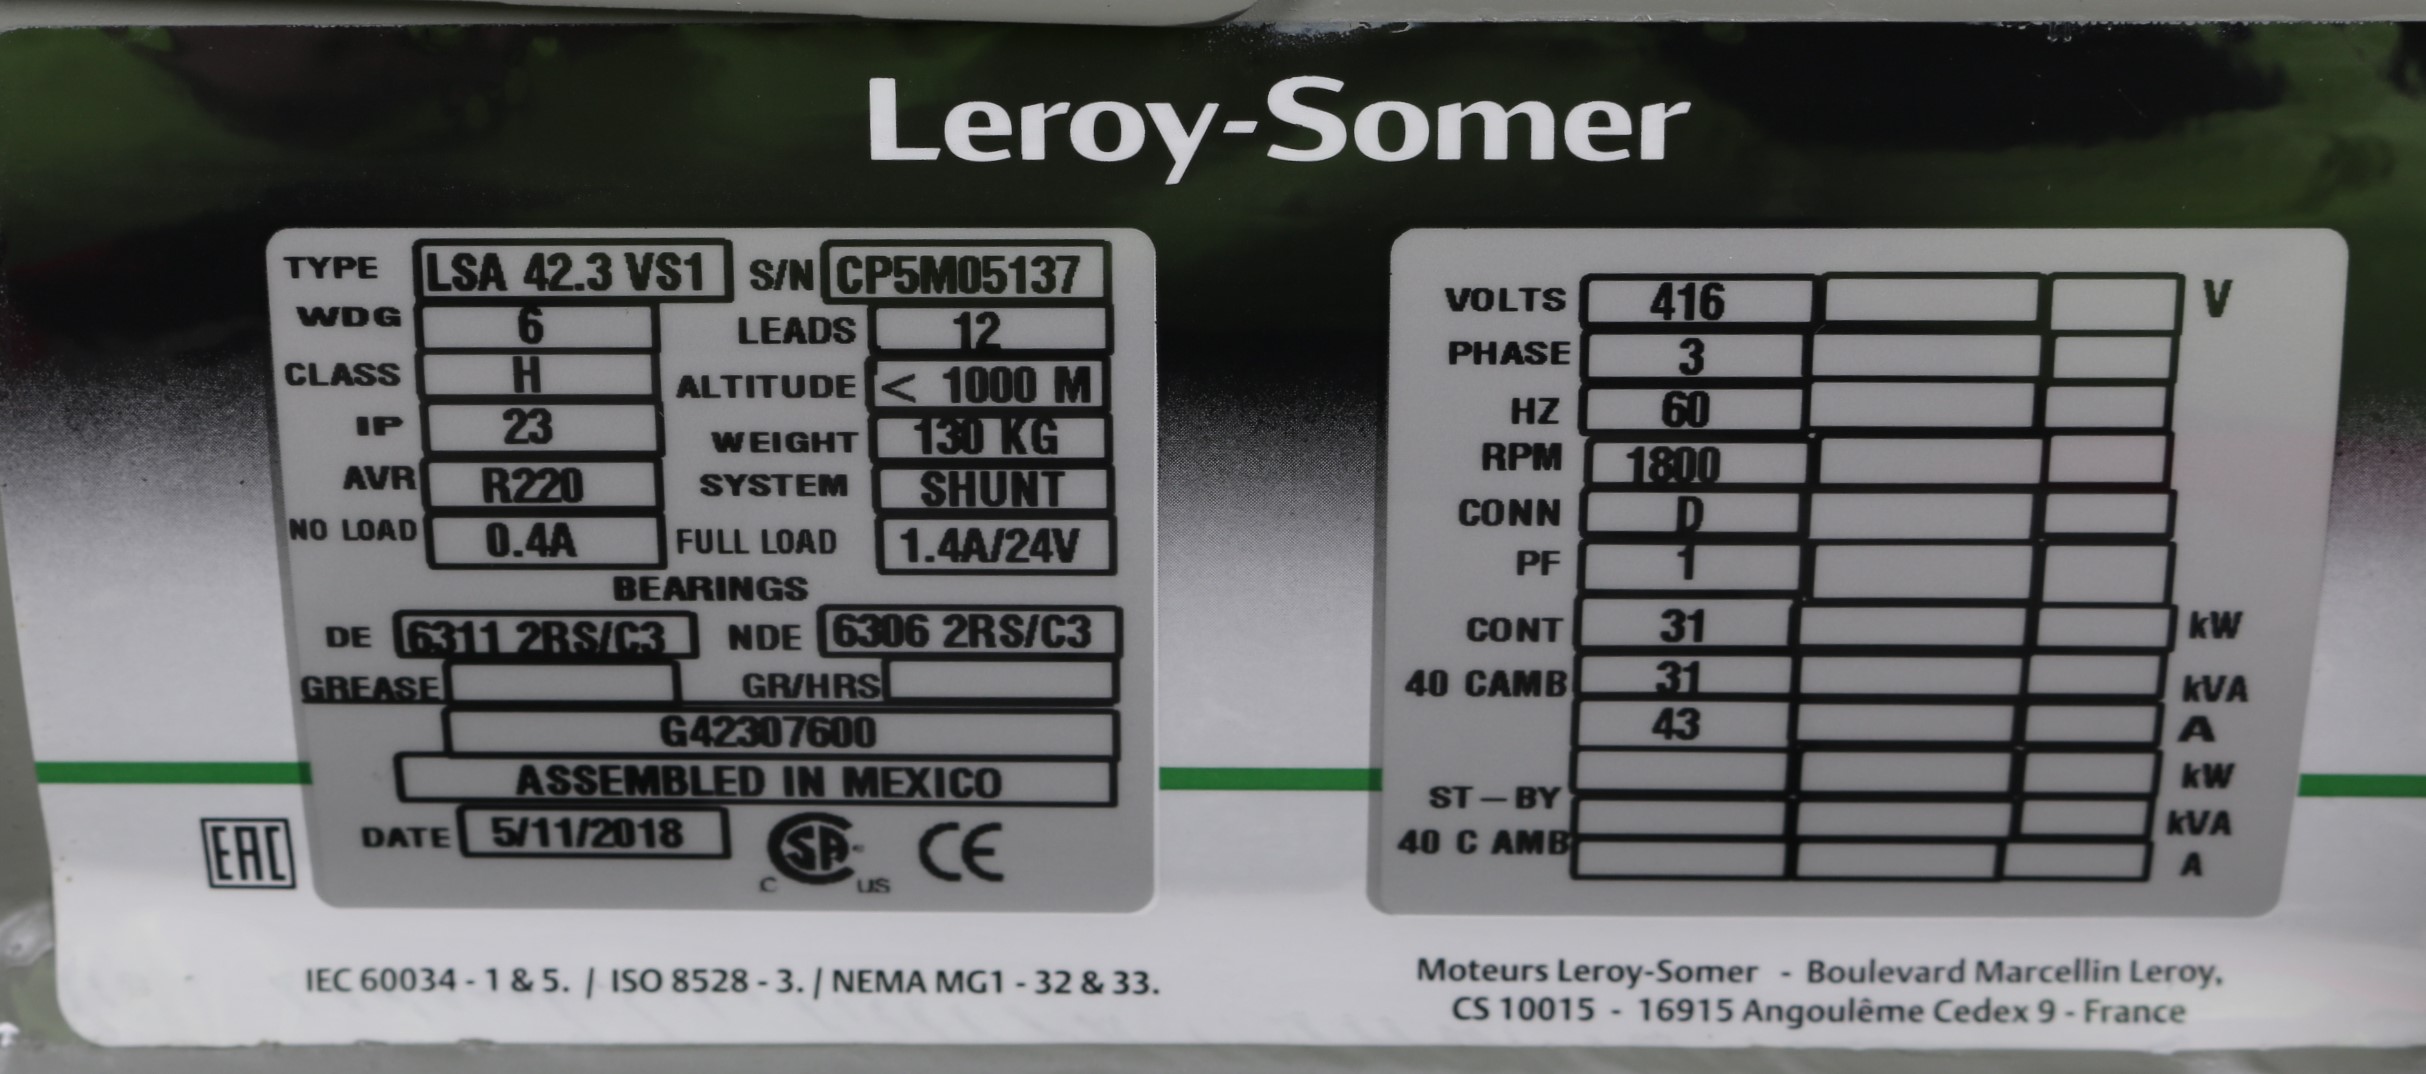 Leroy-Somer
TYPE LSA 42.3 VS1 S/N CP5M05137
WDG 6 LEADS 12
CLASS H ALTITUDE < 1000 M
IP 23 WEIGHT 130 KG
AVR R220 SYSTEM SHUNT
NO LOAD 0.4A FULL LOAD 1.4A/24V
BEARINGS
DE 6311 2RS/C3 NDE 6306 2RS/C3
GREASE GR/HRS
G42307600
ASSEMBLED IN MEXICO
DATE 5/11/2018 C SA US CE
EAC
VOLTS 416 V
PHASE 3
HZ 60
RPM 1800
CONN D
PF 1
CONT 31 kW
40 CAMB 31 kVA
43 A
kW
ST-BY kVA
40 C AMB A
IEC 60034 - 1 & 5. / ISO 8528 - 3. / NEMA MG1 - 32 & 33.
Moteurs Leroy-Somer - Boulevard Marcellin Leroy,
CS 10015 - 16915 Angoulême Cedex 9 - France